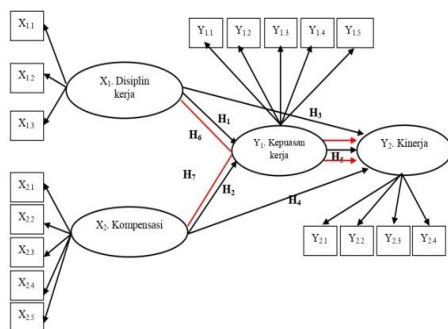 X1.1
X1.2
X1.3
X1. Disiplin
kerja
Y1.1
Y1.2
Y1.3
Y1.4
Y1.5
H1
H3
H6
Y1. Kepuasan
kerja
H5
Y2. Kinerja
H7
H2
H4
X2.1
X2.2
X2.3
X2.4
X2.5
X2. Kompensasi
Y2.1
Y2.2
Y2.3
Y2.4